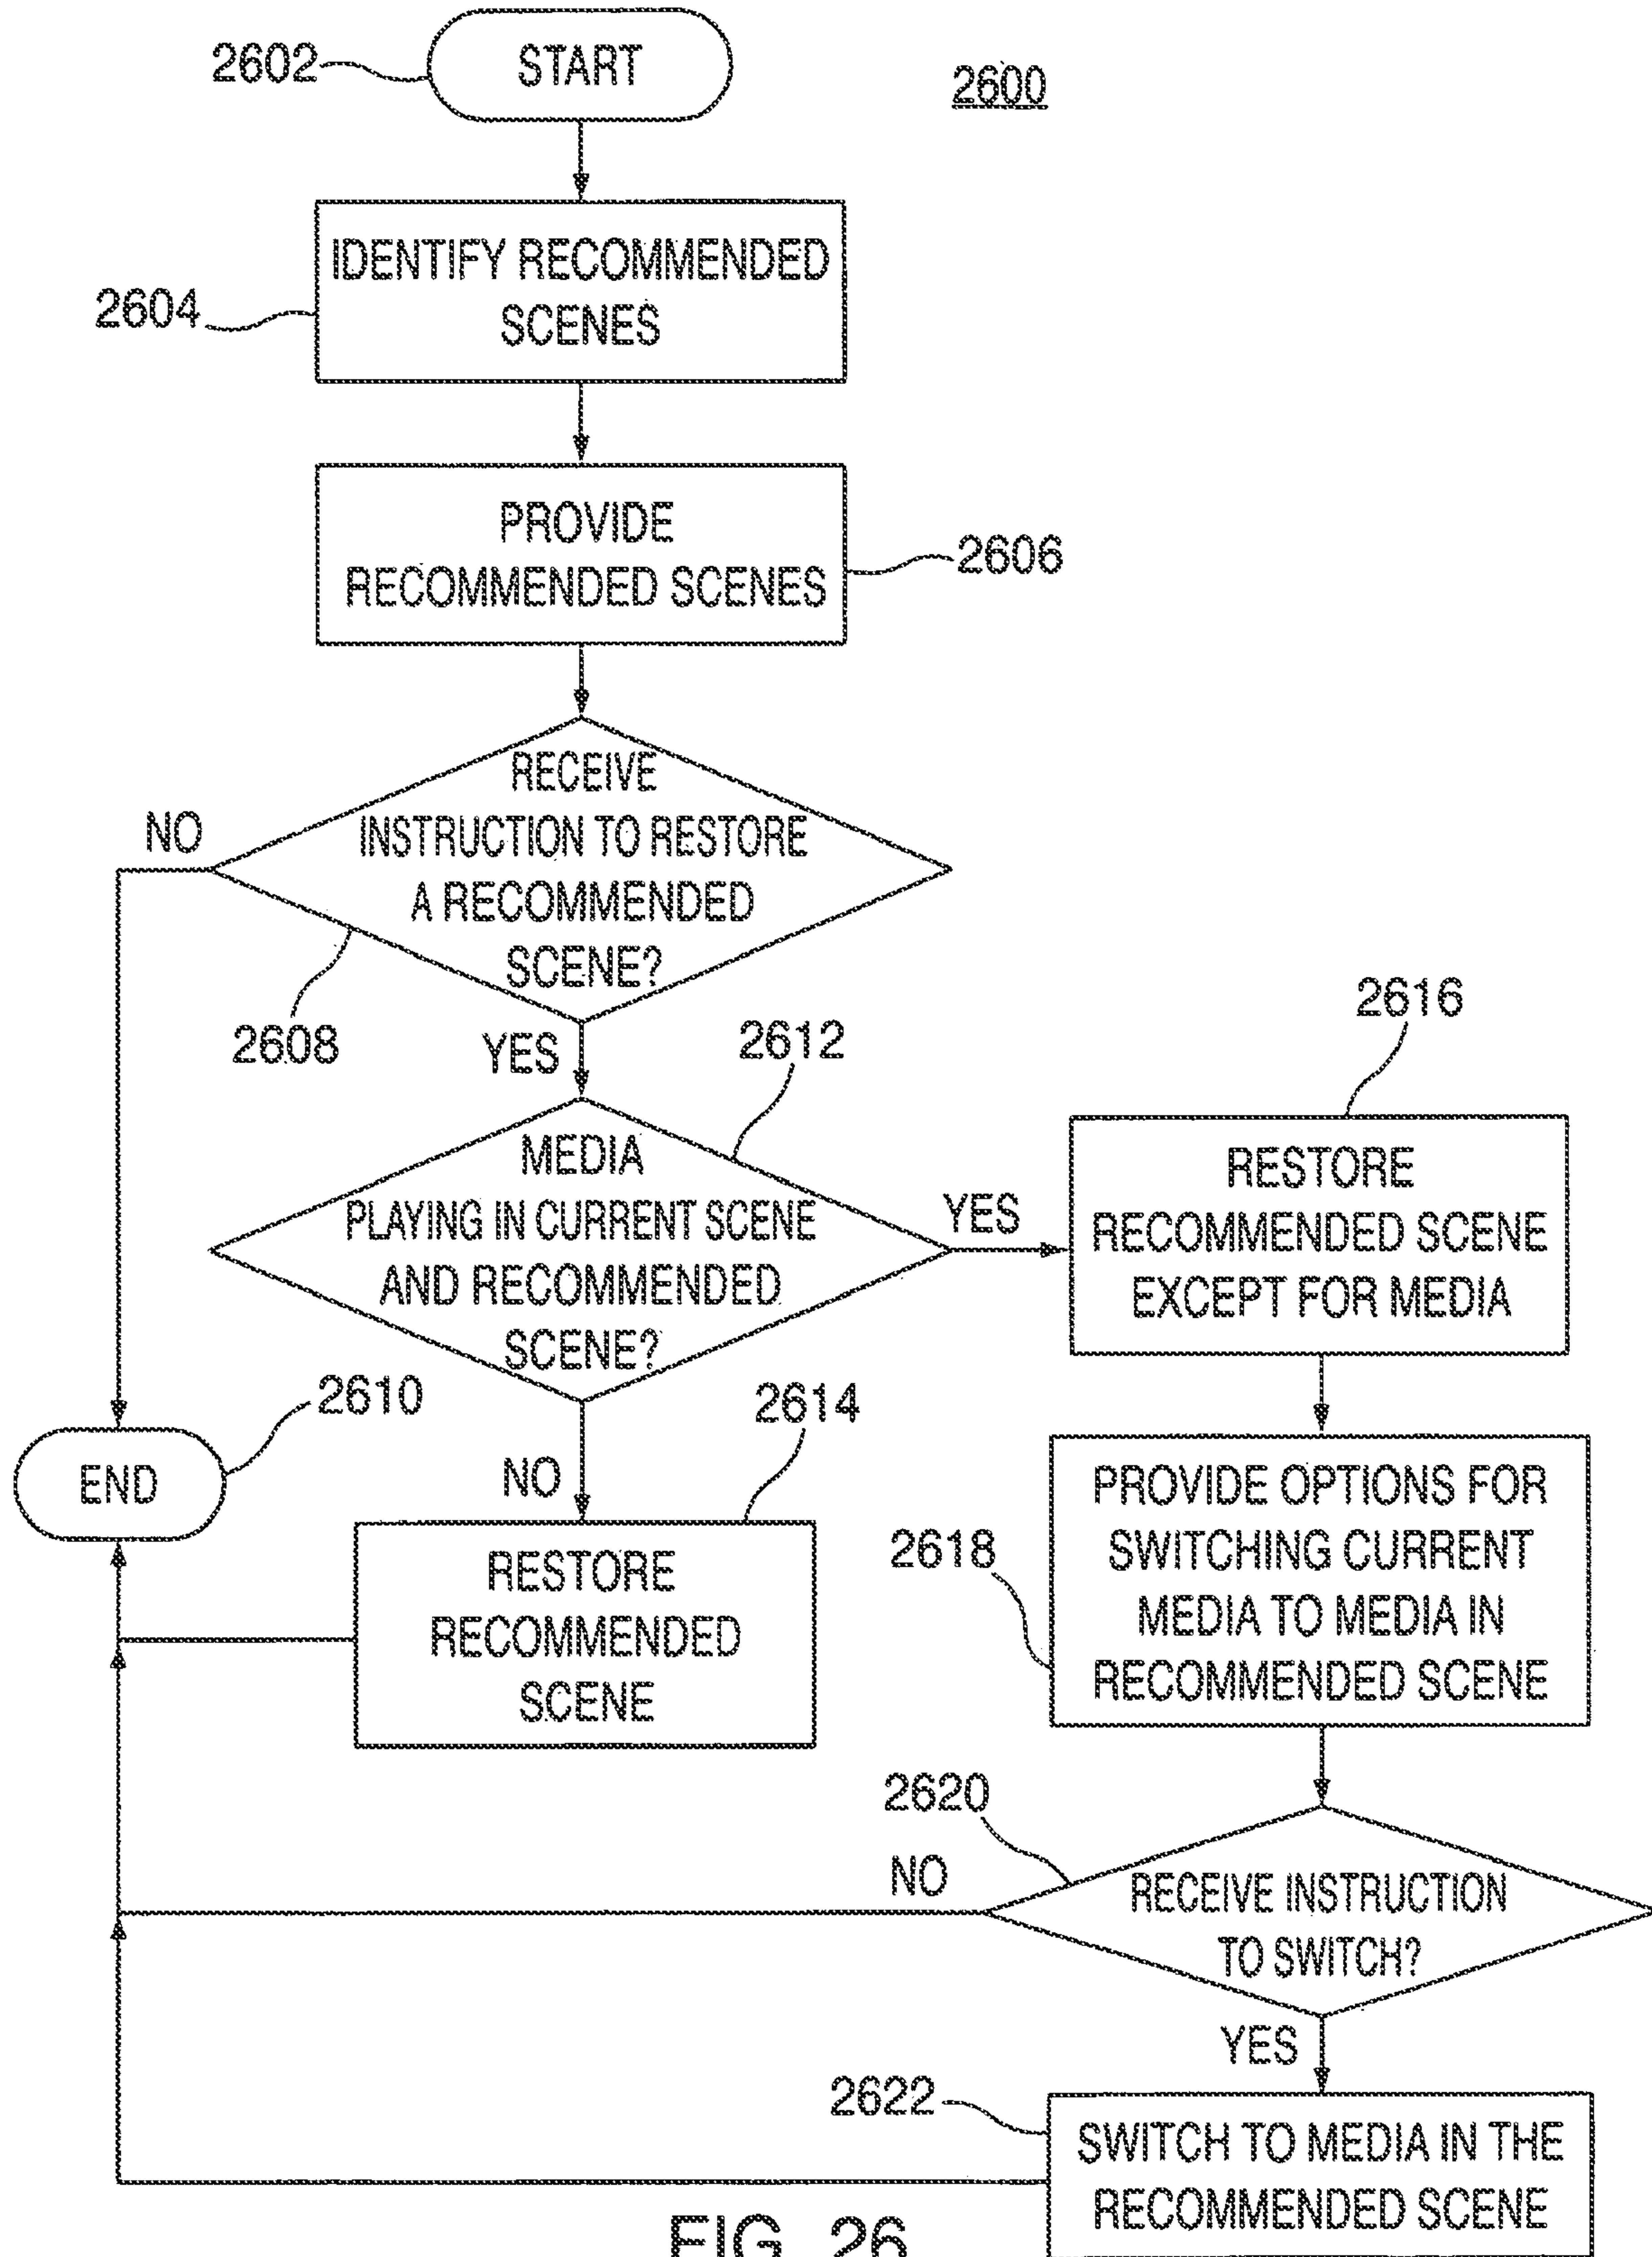 2602
START
2600
IDENTIFY RECOMMENDED
SCENES
2604
PROVIDE
RECOMMENDED SCENES
2606
RECEIVE
INSTRUCTION TO RESTORE
A RECOMMENDED
SCENE?
NO
2608
YES
2612
MEDIA
PLAYING IN CURRENT SCENE
AND RECOMMENDED
SCENE?
YES
2616
RESTORE
RECOMMENDED SCENE
EXCEPT FOR MEDIA
2610
END
NO
2614
RESTORE
RECOMMENDED
SCENE
2618
PROVIDE OPTIONS FOR
SWITCHING CURRENT
MEDIA TO MEDIA IN
RECOMMENDED SCENE
2620
NO
RECEIVE INSTRUCTION
TO SWITCH?
YES
2622
SWITCH TO MEDIA IN THE
RECOMMENDED SCENE
FIG. 26